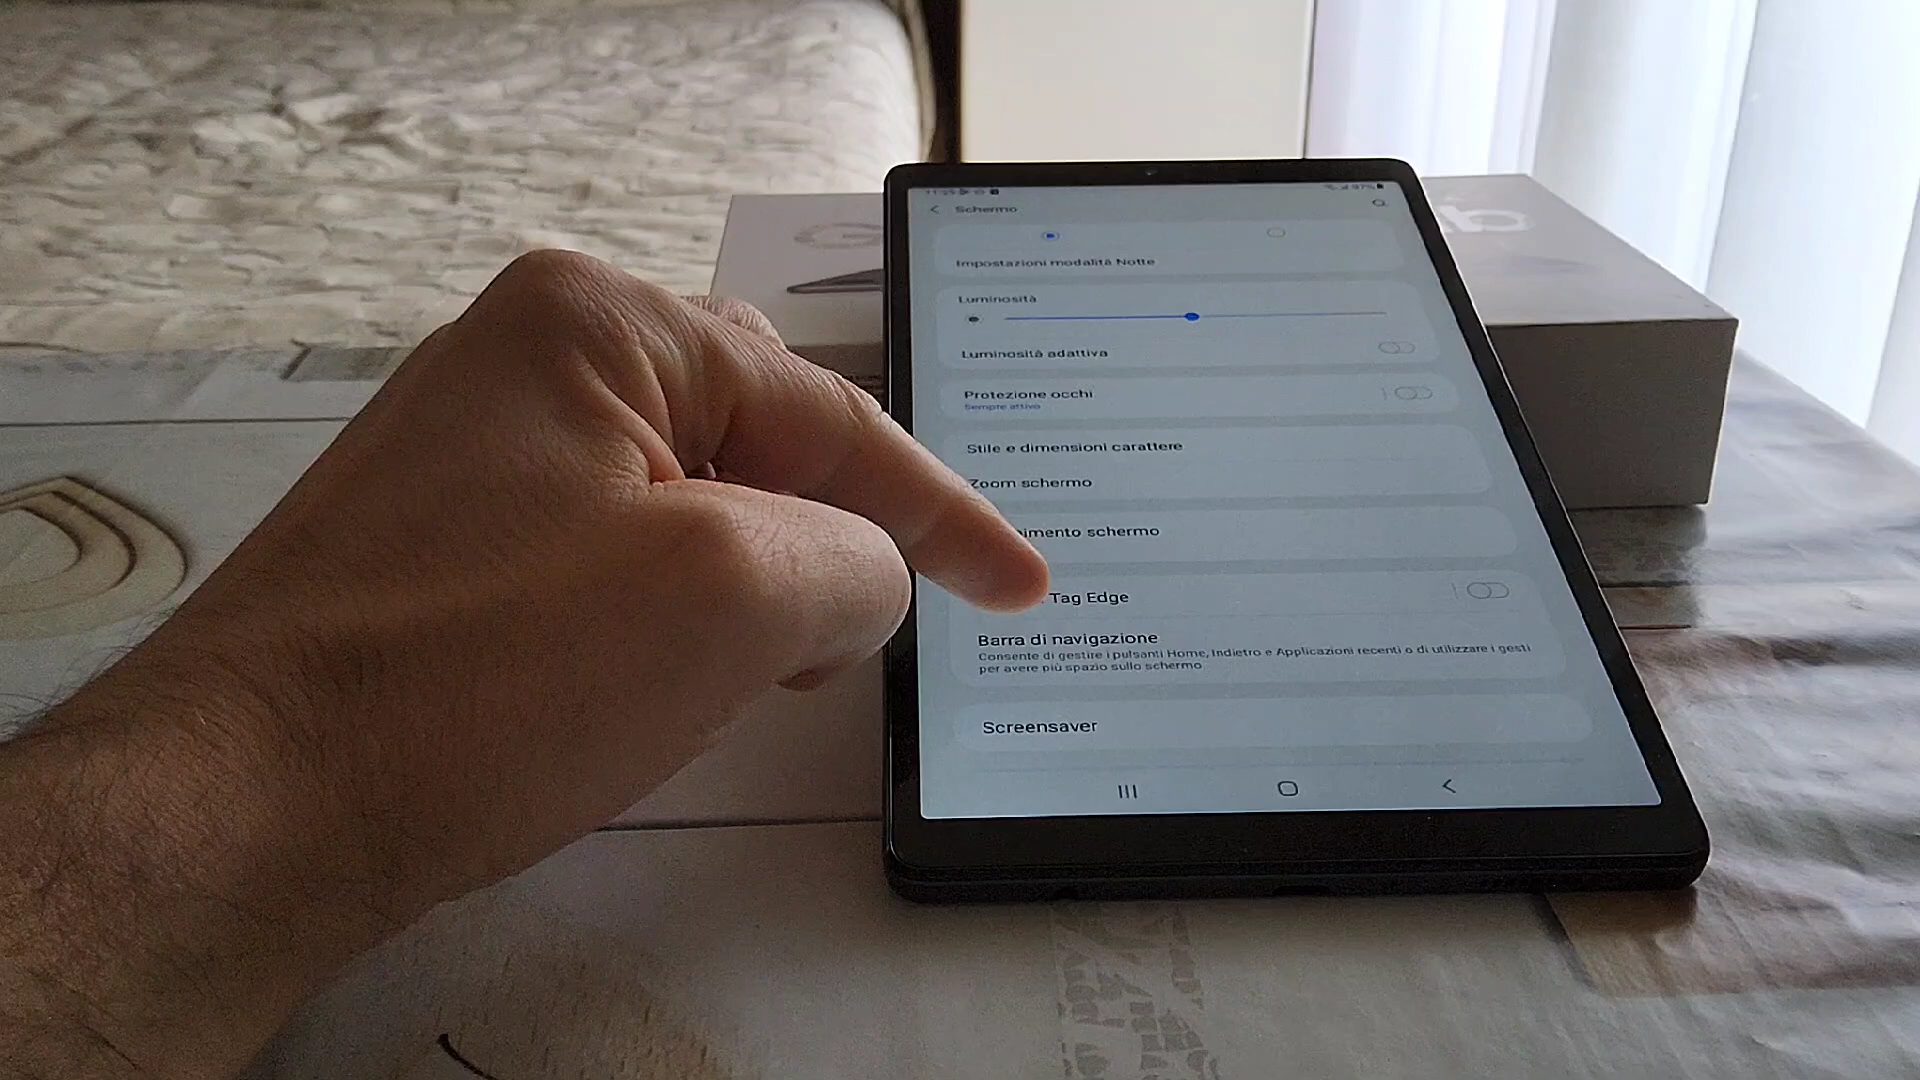 Schermo
Impostazioni modalità Notte
Luminosità
Luminosità adattiva
Protezione occhi
Sempre attivo
Stile e dimensioni carattere
Zoom schermo
imento schermo
Tag Edge
Barra di navigazione
Consente di gestire i pulsanti Home, Indietro e Applicazioni recenti o di utilizzare i gesti
per avere più spazio sullo schermo
Screensaver